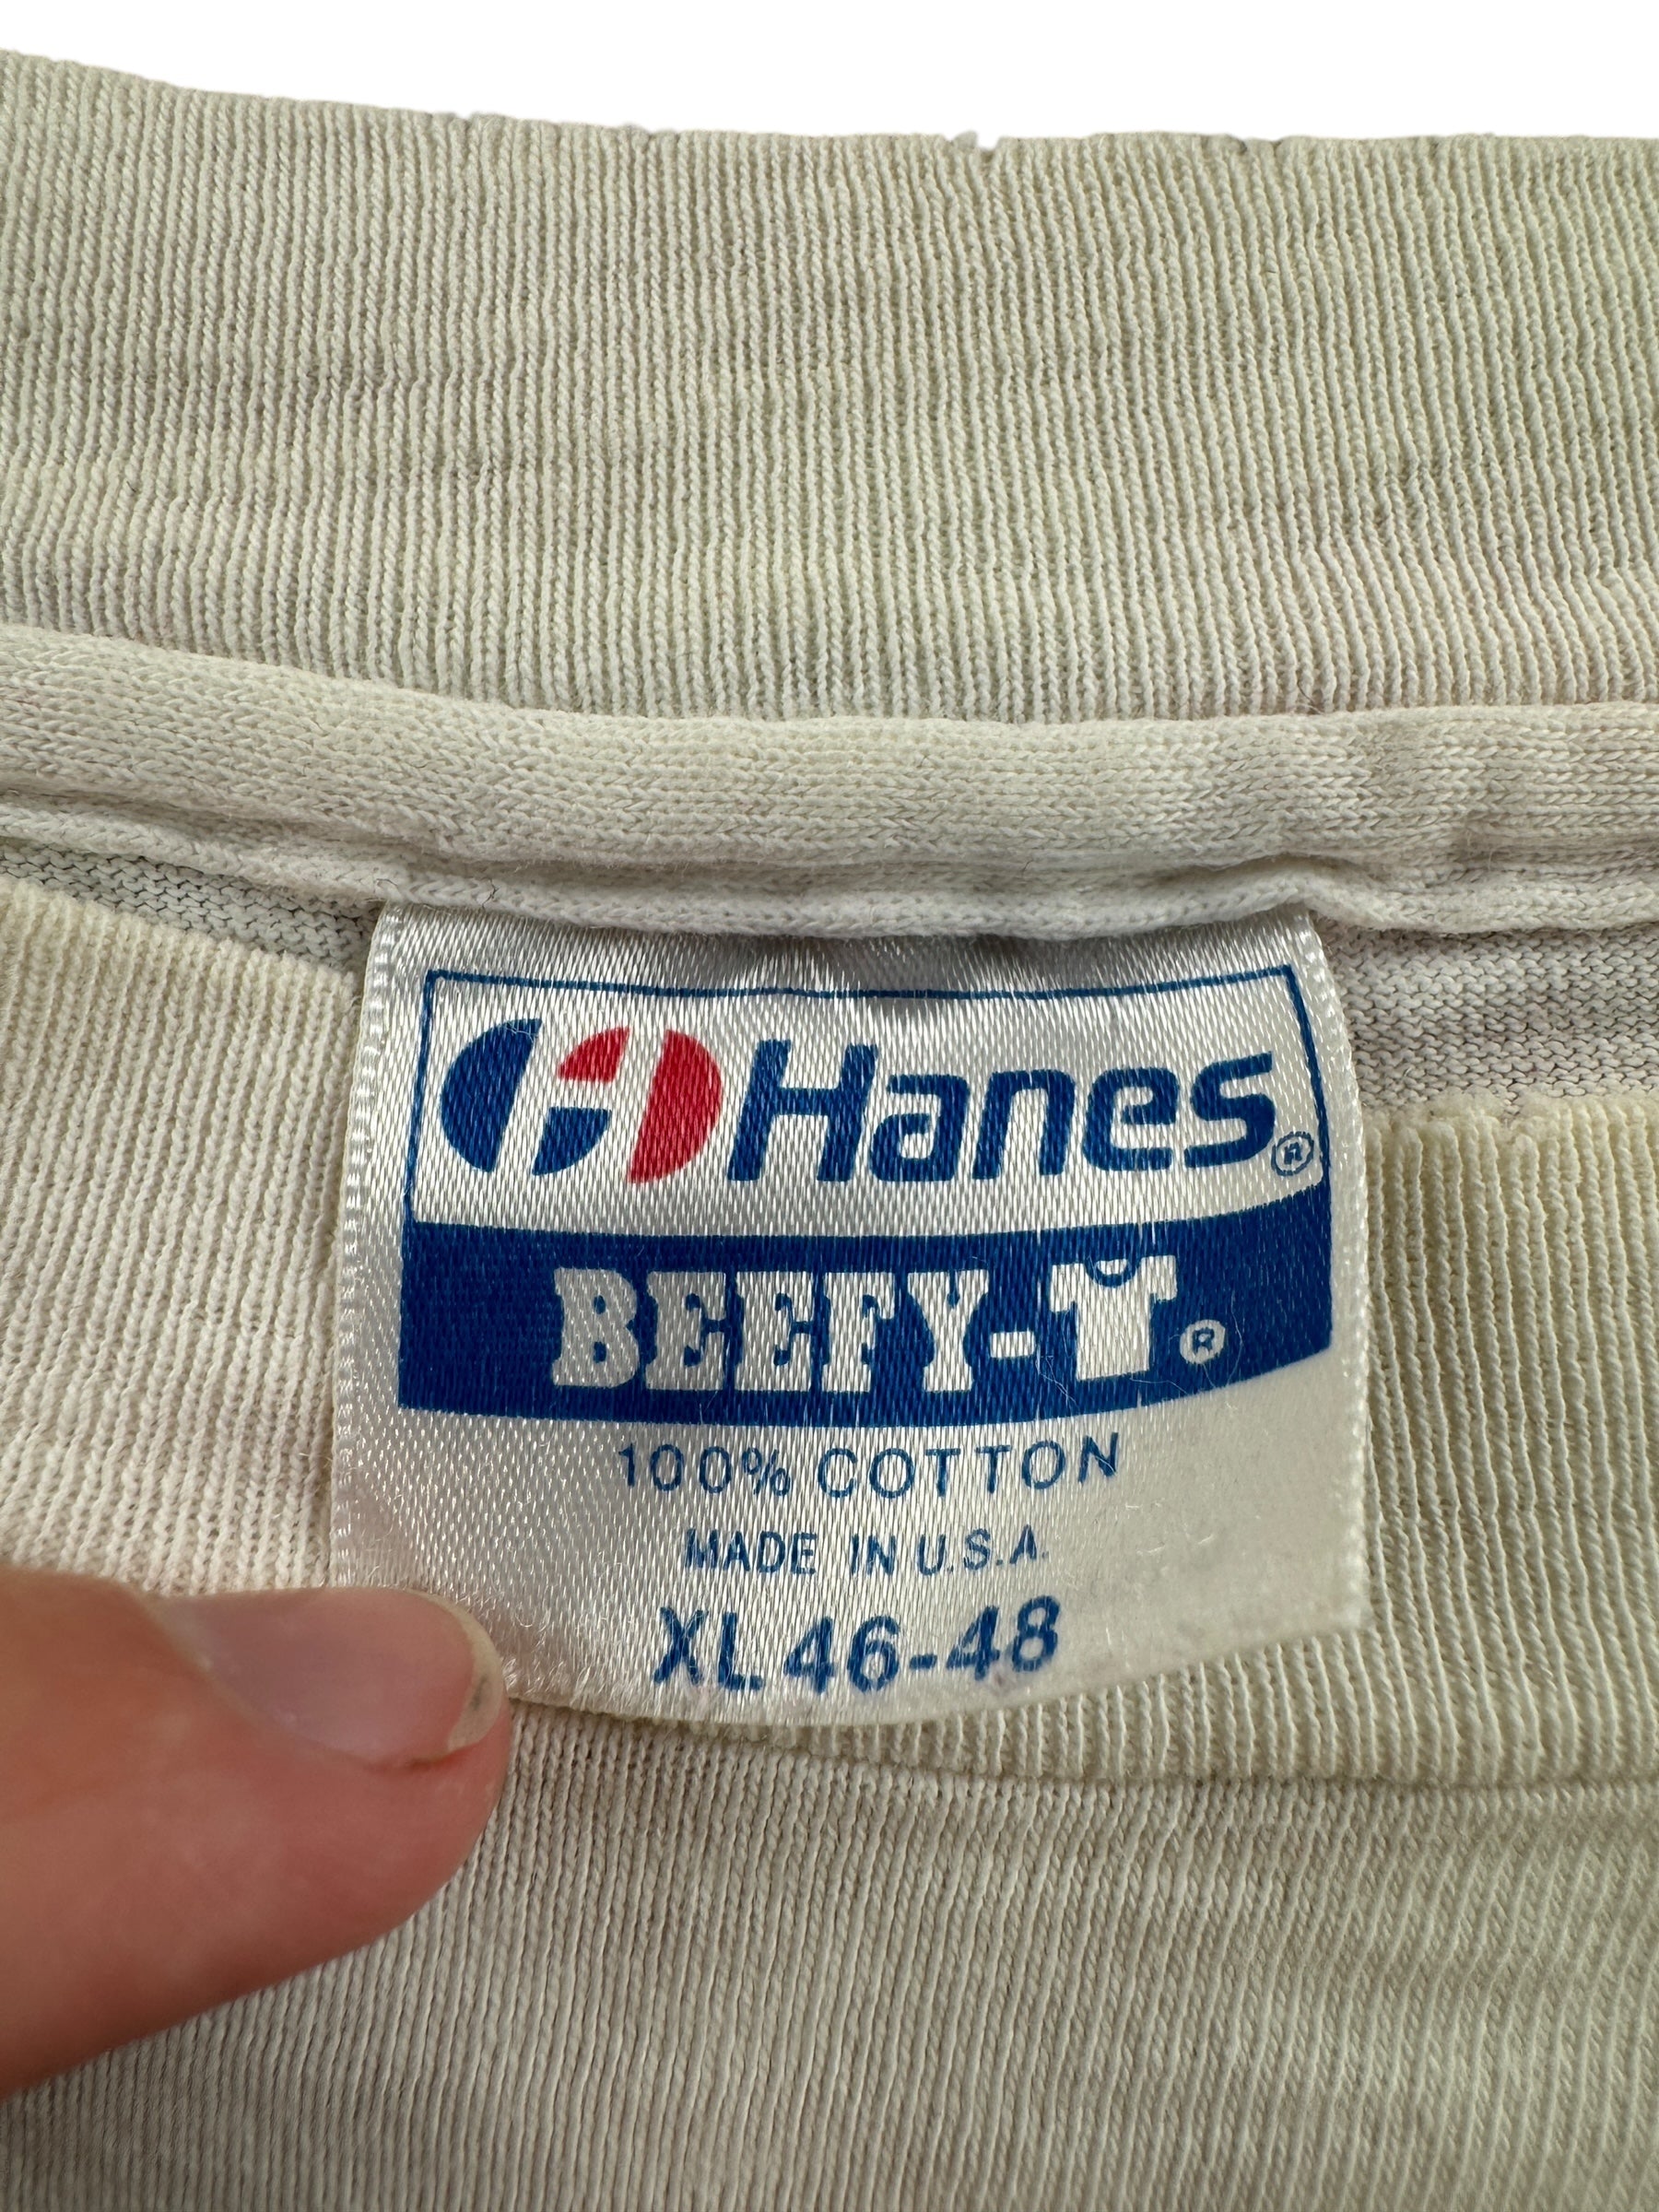 Hanes®
BEEFY-T®
100% COTTON
MADE IN U.S.A.
XL 46-48